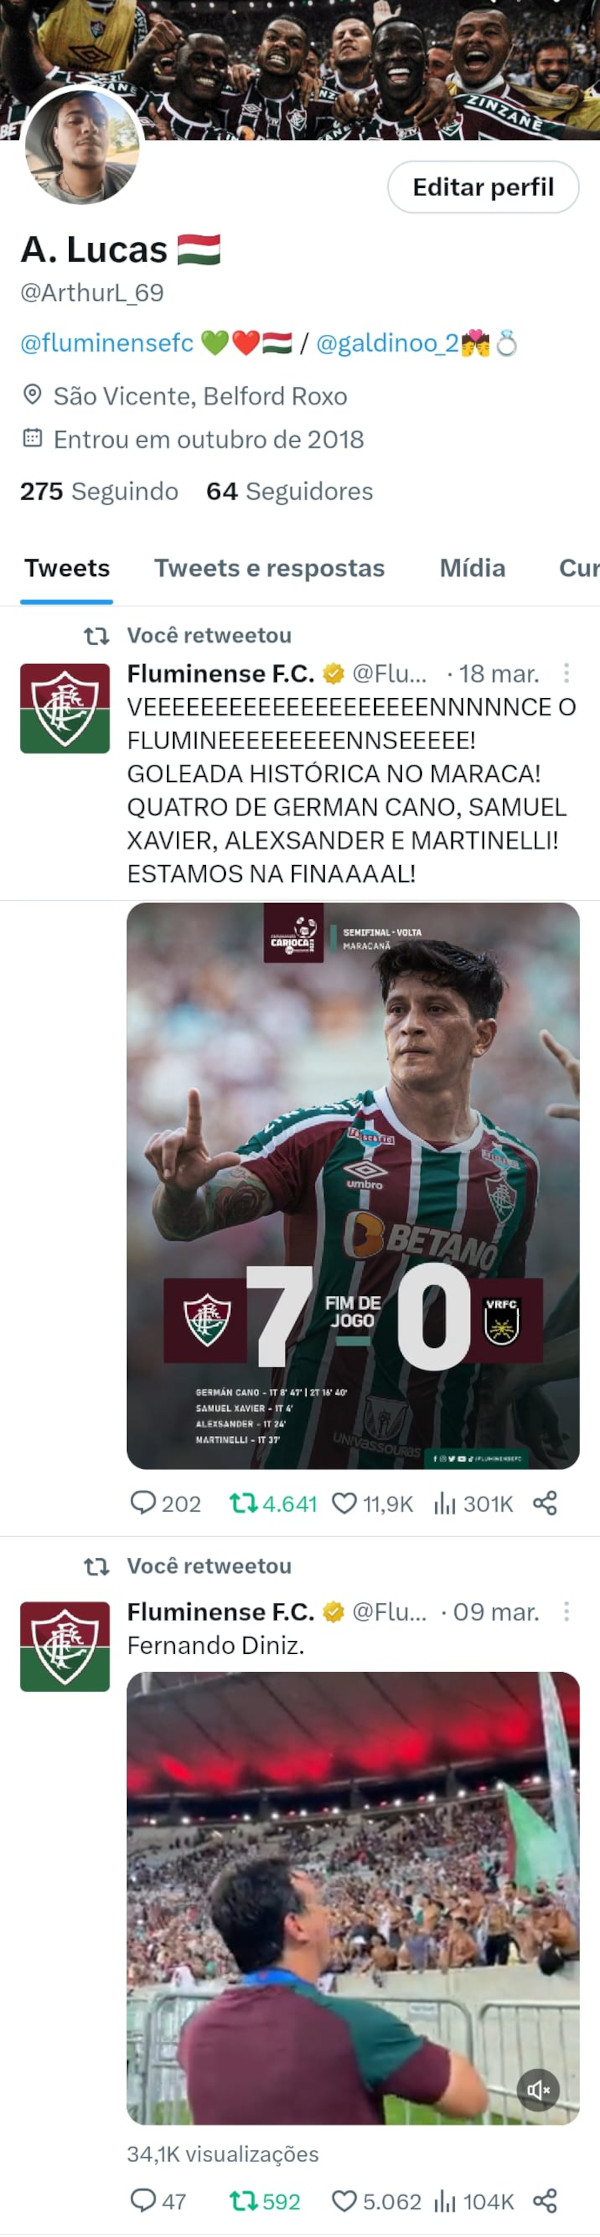 ZINZANE
Editar perfil
A. Lucas
@ArthurL_69
@fluminensefc 💚❤️🇭🇺 / @galdinoo_2
São Vicente, Belford Roxo
Entrou em outubro de 2018
275 Seguindo 64 Seguidores
Tweets Tweets e respostas Mídia Cur
Você retweetou
Fluminense F.C. @Flu... · 18 mar.
VEEEEEEEEEEEEEEEEEEEENNNNNCE O
FLUMINEEEEEEEEENNSEEEEE!
GOLEADA HISTÓRICA NO MARACA!
QUATRO DE GERMAN CANO, SAMUEL
XAVIER, ALEXSANDER E MARTINELLI!
ESTAMOS NA FINAAAAL!
CARIOCA
SEMIFINAL - VOLTA
MARACANÃ
umbro
BETANO
7 FIM DE JOGO 0
VRFC
GERMÁN CANO - 1T 8' 47' | 2T 16' 40'
SAMUEL XAVIER - 1T 4'
ALEXSANDER - 1T 24'
MARTINELLI - 1T 37'
UNIVASSOURAS
/FLUMINENSEFC
202 4.641 11,9K 301K
Você retweetou
Fluminense F.C. @Flu... · 09 mar.
Fernando Diniz.
34,1K visualizações
47 592 5.062 104K